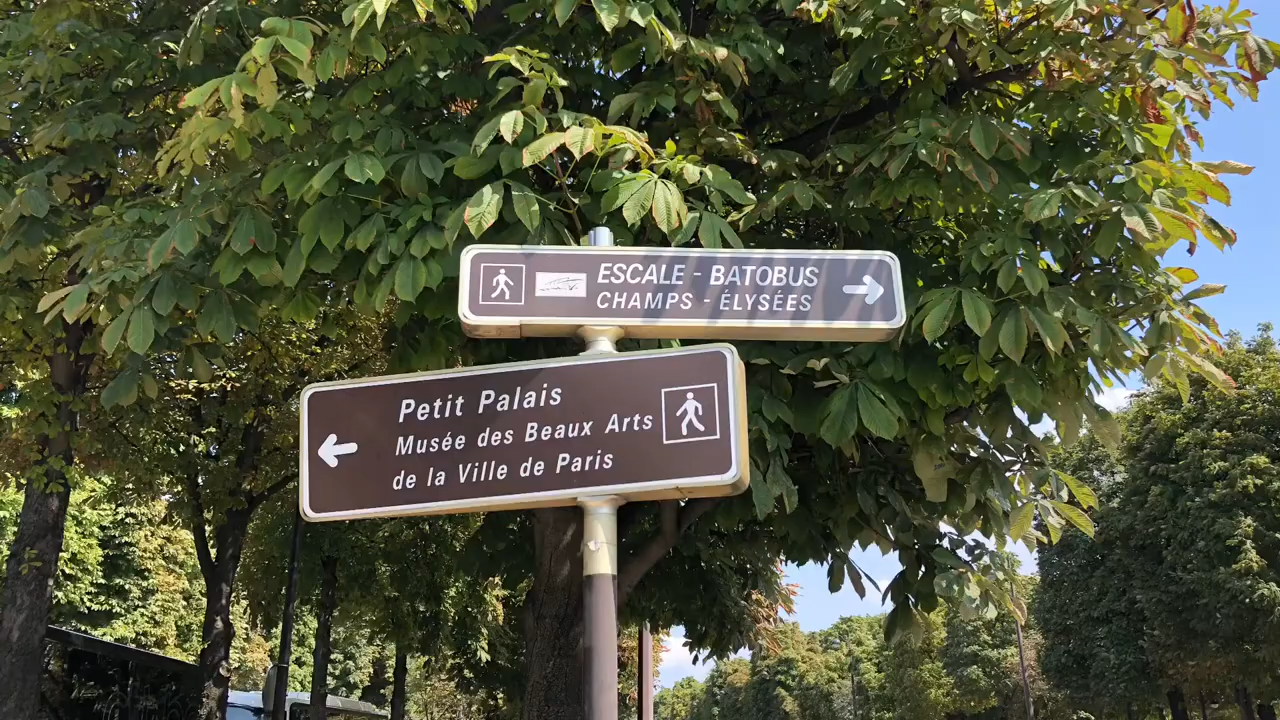 ESCALE - BATOBUS
CHAMPS - ÉLYSÉES
Petit Palais
Musée des Beaux Arts
de la Ville de Paris